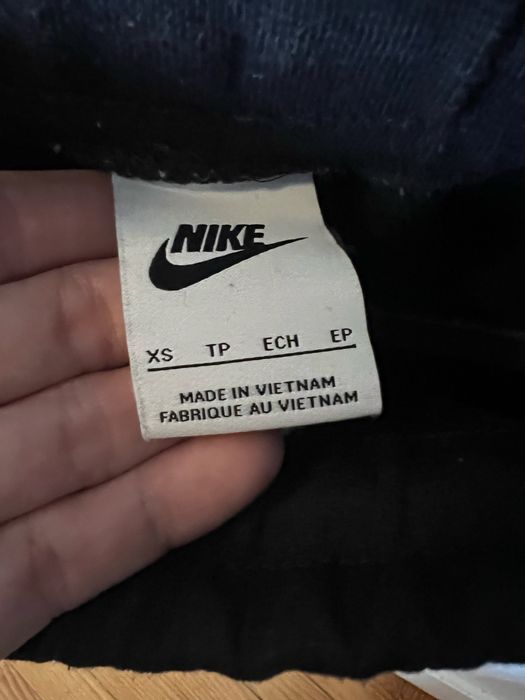 NIKE
XS TP ECH EP
MADE IN VIETNAM
FABRIQUE AU VIETNAM